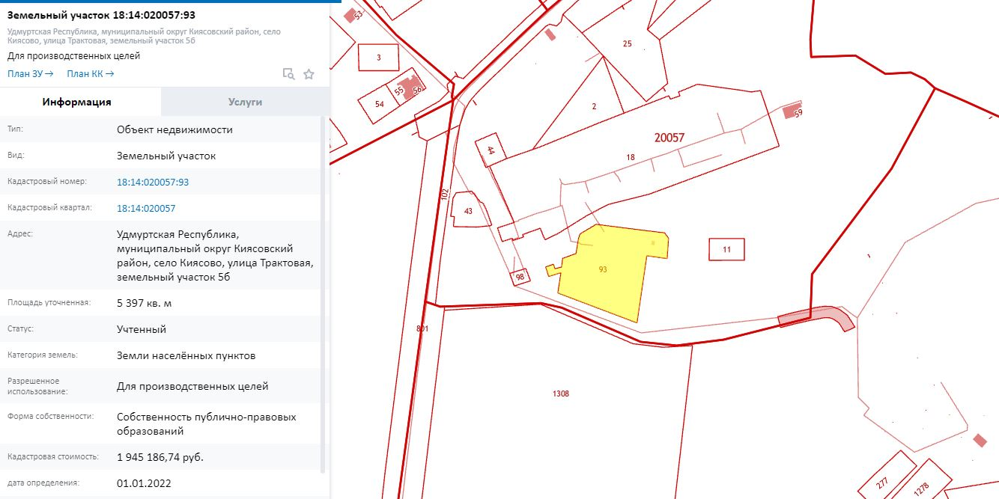 Земельный участок 18:14:020057:93
Удмуртская Республика, муниципальный округ Киясовский район, село
Киясово, улица Трактовая, земельный участок 5б
Для производственных целей
План ЗУ →
План КК →
Информация
Услуги
Тип:
Объект недвижимости
Вид:
Земельный участок
Кадастровый номер:
18:14:020057:93
Кадастровый квартал:
18:14:020057
Адрес:
Удмуртская Республика,
муниципальный округ Киясовский
район, село Киясово, улица Трактовая,
земельный участок 5б
Площадь уточненная:
5 397 кв. м
Статус:
Учтенный
Категория земель:
Земли населённых пунктов
Разрешенное
использование:
Для производственных целей
Форма собственности:
Собственность публично-правовых
образований
Кадастровая стоимость:
1 945 186,74 руб.
дата определения:
01.01.2022
53
3
25
55
56
54
2
59
20057
44
18
102
43
11
93
98
801
1308
277
1278